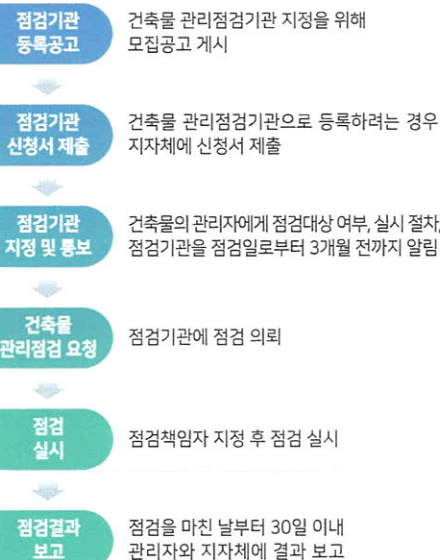 점검기관
등록공고
건축물 관리점검기관 지정을 위해
모집공고 게시
점검기관
신청서 제출
건축물 관리점검기관으로 등록하려는 경우
지자체에 신청서 제출
점검기관
지정 및 통보
건축물의 관리자에게 점검대상 여부, 실시 절차,
점검기관을 점검일로부터 3개월 전까지 알림
건축물
관리점검 요청
점검기관에 점검 의뢰
점검
실시
점검책임자 지정 후 점검 실시
점검결과
보고
점검을 마친 날부터 30일 이내
관리자와 지자체에 결과 보고